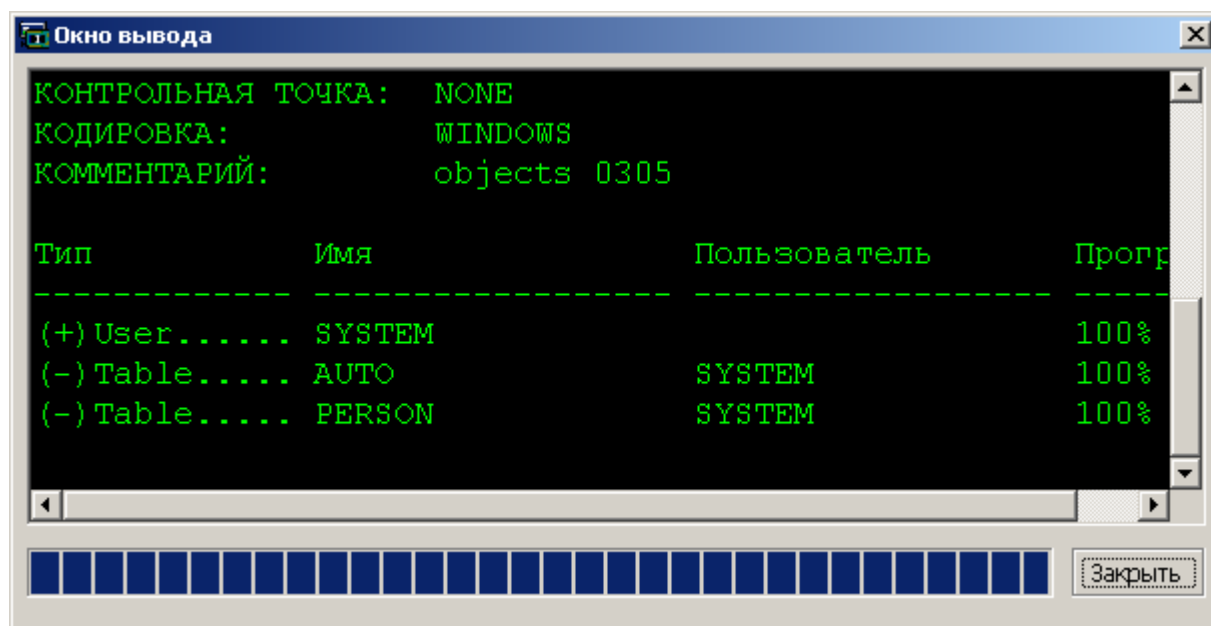 Окно вывода
КОНТРОЛЬНАЯ ТОЧКА: NONE
КОДИРОВКА: WINDOWS
КОММЕНТАРИЙ: objects 0305
Тип Имя Пользователь Прогр
------------- ------------------ ------------------ -----
(+)User...... SYSTEM 100%
(-)Table..... AUTO SYSTEM 100%
(-)Table..... PERSON SYSTEM 100%
Закрыть